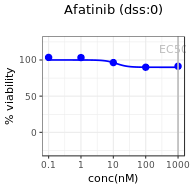 Afatinib (dss:0)
EC50
% viability
100
50
0
0.1 1 10 100 1000
conc(nM)